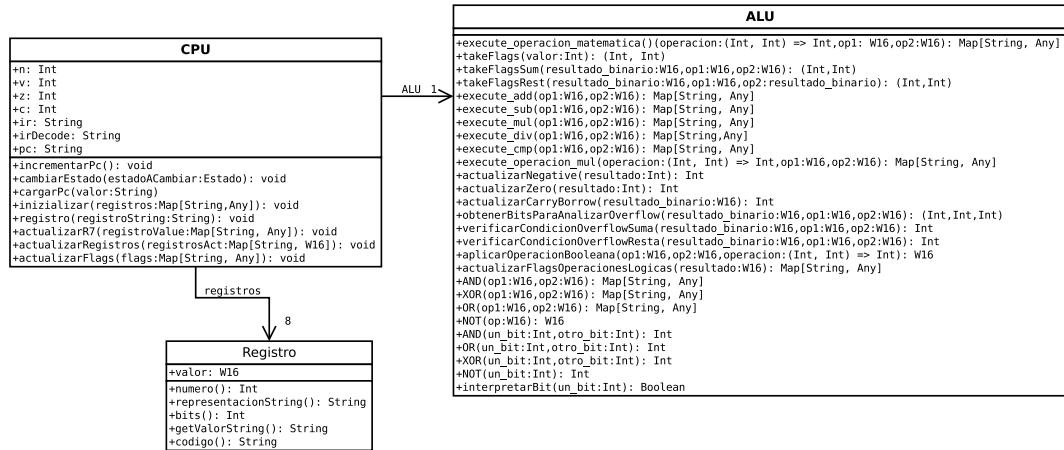 CPU
+n: Int
+v: Int
+z: Int
+c: Int
+ir: String
+irDecode: String
+pc: String
+incrementarPc(): void
+cambiarEstado(estadoACambiar:Estado): void
+cargarPc(valor:String)
+inizializar(registros:Map[String,Any]): void
+registro(registroString:String): void
+actualizarR7(registroValue:Map[String, Any]): void
+actualizarRegistros(registrosAct:Map[String, W16]): void
+actualizarFlags(flags:Map[String, Any]): void
ALU 1
ALU
+execute_operacion_matematica()(operacion:(Int, Int) => Int,op1: W16,op2:W16): Map[String, Any]
+takeFlags(valor:Int): (Int, Int)
+takeFlagsSum(resultado_binario:W16,op1:W16,op2:W16): (Int,Int)
+takeFlagsRest(resultado_binario:W16,op1:W16,op2:resultado_binario): (Int,Int)
+execute_add(op1:W16,op2:W16): Map[String, Any]
+execute_sub(op1:W16,op2:W16): Map[String, Any]
+execute_mul(op1:W16,op2:W16): Map[String, Any]
+execute_div(op1:W16,op2:W16): Map[String,Any]
+execute_cmp(op1:W16,op2:W16): Map[String, Any]
+execute_operacion_mul(operacion:(Int, Int) => Int,op1:W16,op2:W16): Map[String, Any]
+actualizarNegative(resultado:Int): Int
+actualizarZero(resultado:Int): Int
+actualizarCarryBorrow(resultado_binario:W16): Int
+obtenerBitsParaAnalizarOverflow(resultado_binario:W16,op1:W16,op2:W16): (Int,Int,Int)
+verificarCondicionOverflowSuma(resultado_binario:W16,op1:W16,op2:W16): Int
+verificarCondicionOverflowResta(resultado_binario:W16,op1:W16,op2:W16): Int
+aplicarOperacionBooleana(op1:W16,op2:W16,operacion:(Int, Int) => Int): W16
+actualizarFlagsOperacionesLogicas(resultado:W16): Map[String, Any]
+AND(op1:W16,op2:W16): Map[String, Any]
+XOR(op1:W16,op2:W16): Map[String, Any]
+OR(op1:W16,op2:W16): Map[String, Any]
+NOT(op:W16): W16
+AND(un_bit:Int,otro_bit:Int): Int
+OR(un_bit:Int,otro_bit:Int): Int
+XOR(un_bit:Int,otro_bit:Int): Int
+NOT(un_bit:Int): Int
+interpretarBit(un_bit:Int): Boolean
registros
8
Registro
+valor: W16
+numero(): Int
+representacionString(): String
+bits(): Int
+getValorString(): String
+codigo(): String